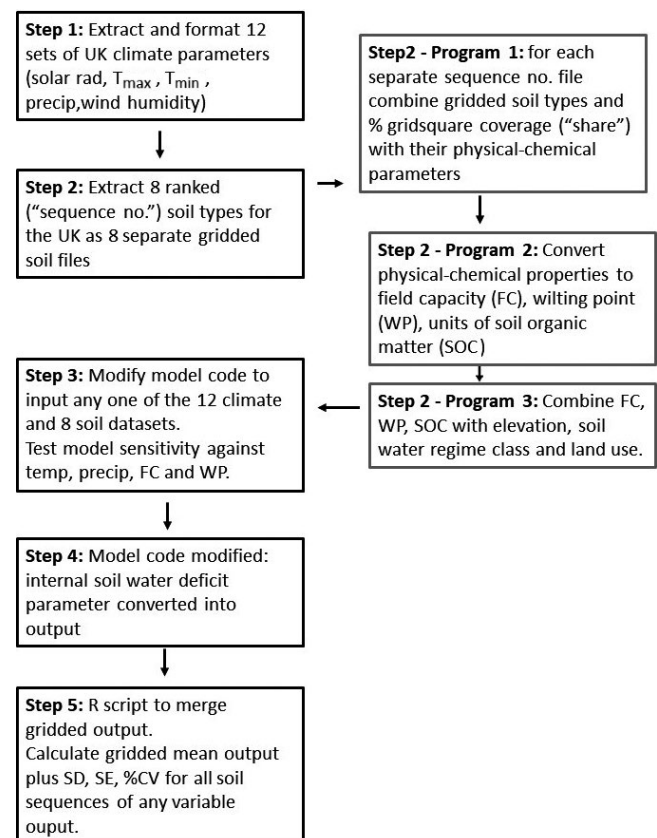 Step 1: Extract and format 12
sets of UK climate parameters
(solar rad, Tmax , Tmin ,
precip,wind humidity)
Step 2: Extract 8 ranked
("sequence no.") soil types for
the UK as 8 separate gridded
soil files
Step2 - Program 1: for each
separate sequence no. file
combine gridded soil types and
% gridsquare coverage ("share")
with their physical-chemical
parameters
Step 2 - Program 2: Convert
physical-chemical properties to
field capacity (FC), wilting point
(WP), units of soil organic
matter (SOC)
Step 2 - Program 3: Combine FC,
WP, SOC with elevation, soil
water regime class and land use.
Step 3: Modify model code to
input any one of the 12 climate
and 8 soil datasets.
Test model sensitivity against
temp, precip, FC and WP.
Step 4: Model code modified:
internal soil water deficit
parameter converted into
output
Step 5: R script to merge
gridded output.
Calculate gridded mean output
plus SD, SE, %CV for all soil
sequences of any variable
ouput.